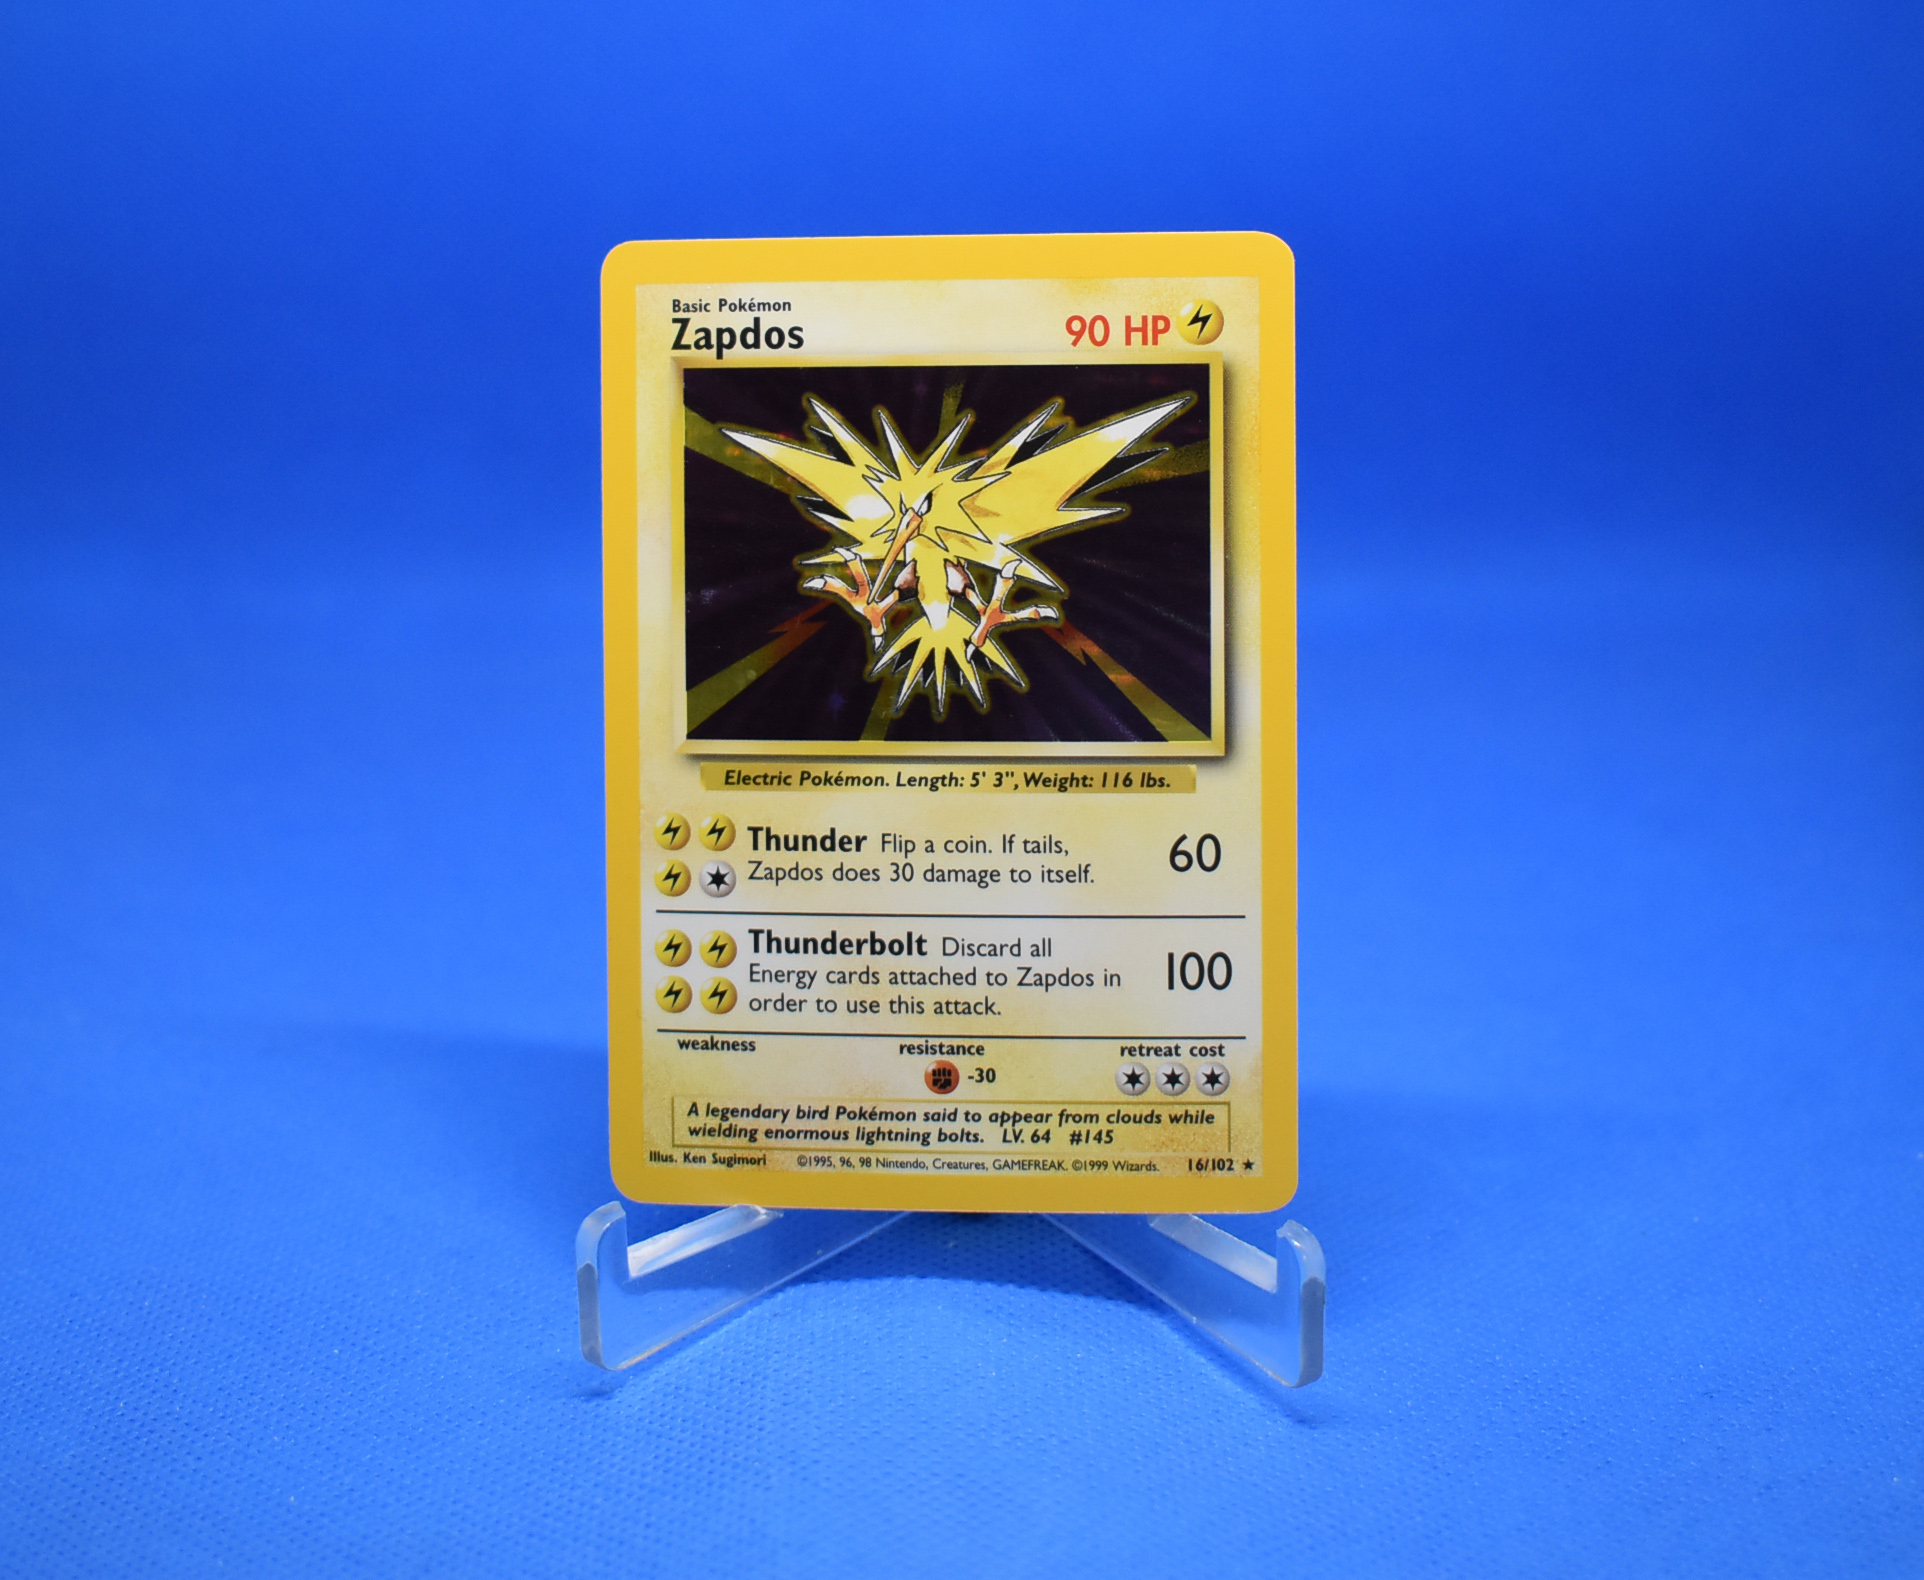 Basic Pokémon
Zapdos
90 HP
Electric Pokémon. Length: 5' 3", Weight: 116 lbs.
Thunder Flip a coin. If tails,
Zapdos does 30 damage to itself.
60
Thunderbolt Discard all
Energy cards attached to Zapdos in
order to use this attack.
100
weakness
resistance
retreat cost
-30
A legendary bird Pokémon said to appear from clouds while
wielding enormous lightning bolts. LV. 64 #145
Illus. Ken Sugimori ©1995, 96, 98 Nintendo, Creatures, GAMEFREAK. ©1999 Wizards. 16/102 ★